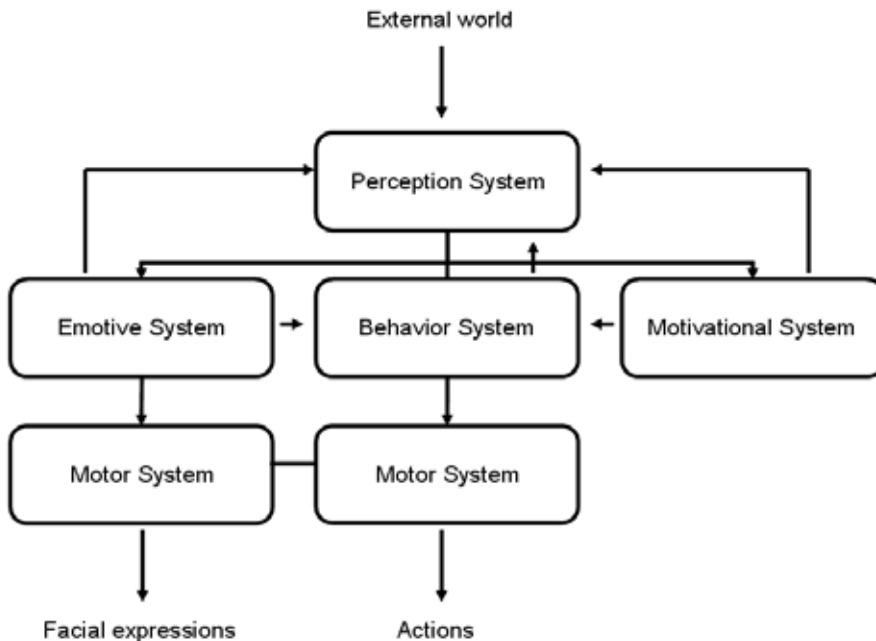 External world
Perception System
Emotive System
Behavior System
Motivational System
Motor System
Motor System
Facial expressions
Actions